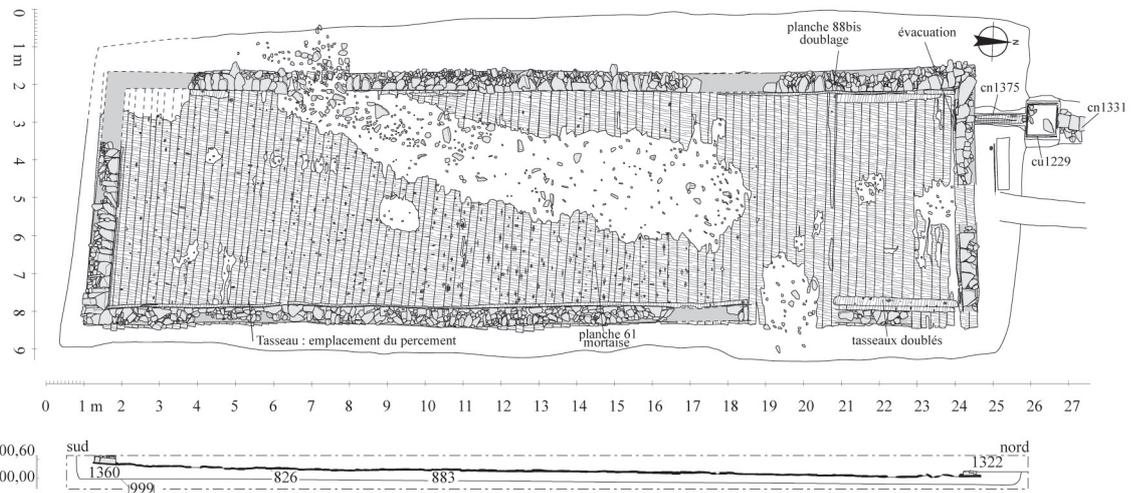 0
1 m
2
3
4
5
6
7
8
9
planche 88bis
doublage
évacuation
N
cn1375
cn1331
cu1229
Tasseau : emplacement du percement
planche 61
mortaise
tasseaux doublés
0 1 m 2 3 4 5 6 7 8 9 10 11 12 13 14 15 16 17 18 19 20 21 22 23 24 25 26 27
sud
nord
00,60
00,00
1360
999
826
883
1322